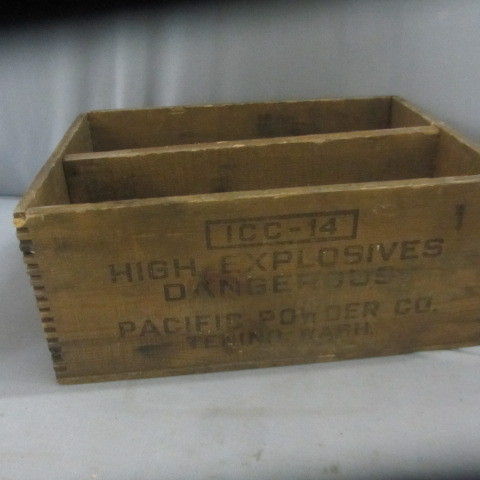 ICC-14
1
HIGH EXPLOSIVES
DANGEROUS
PACIFIC POWDER CO.
TENINO, WASH.